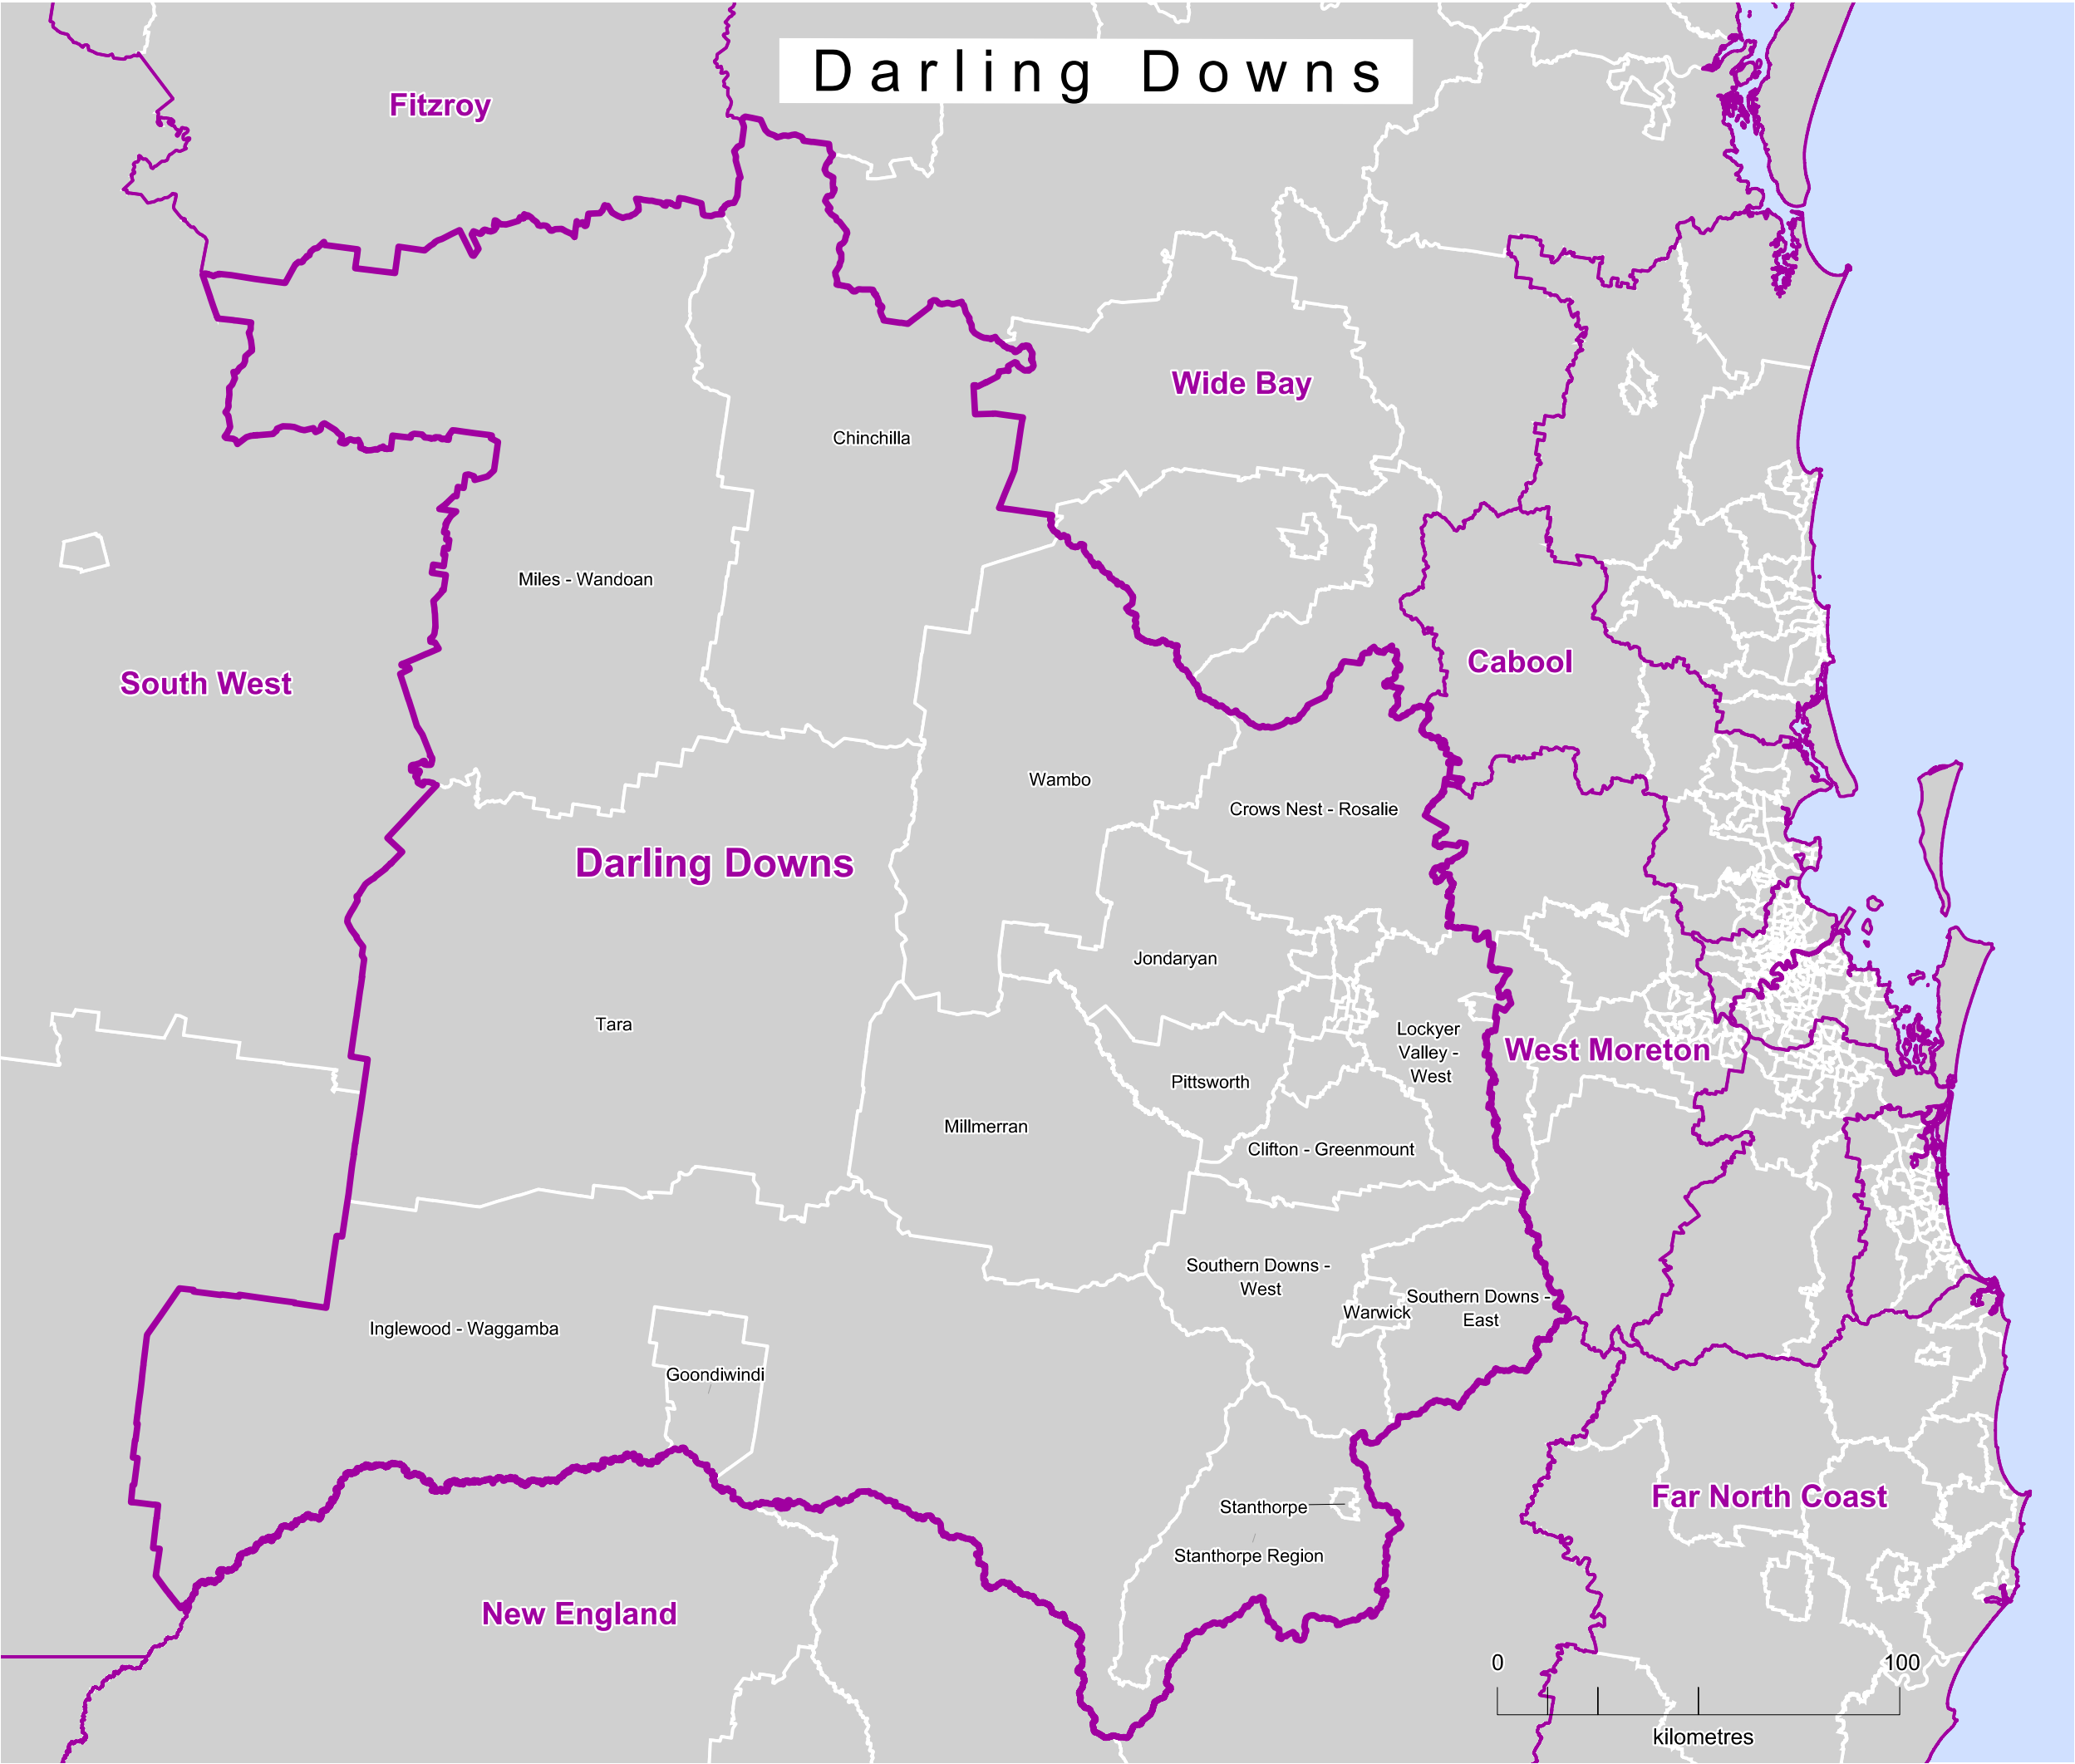 Darling Downs
Fitzroy
Wide Bay
Chinchilla
Miles - Wandoan
South West
Cabool
Wambo
Crows Nest - Rosalie
Darling Downs
Jondaryan
Tara
Lockyer
Valley -
West
West Moreton
Pittsworth
Millmerran
Clifton - Greenmount
Southern Downs -
West
Southern Downs -
East
Warwick
Inglewood - Waggamba
Goondiwindi
Stanthorpe
Stanthorpe Region
Far North Coast
New England
0 100
kilometres